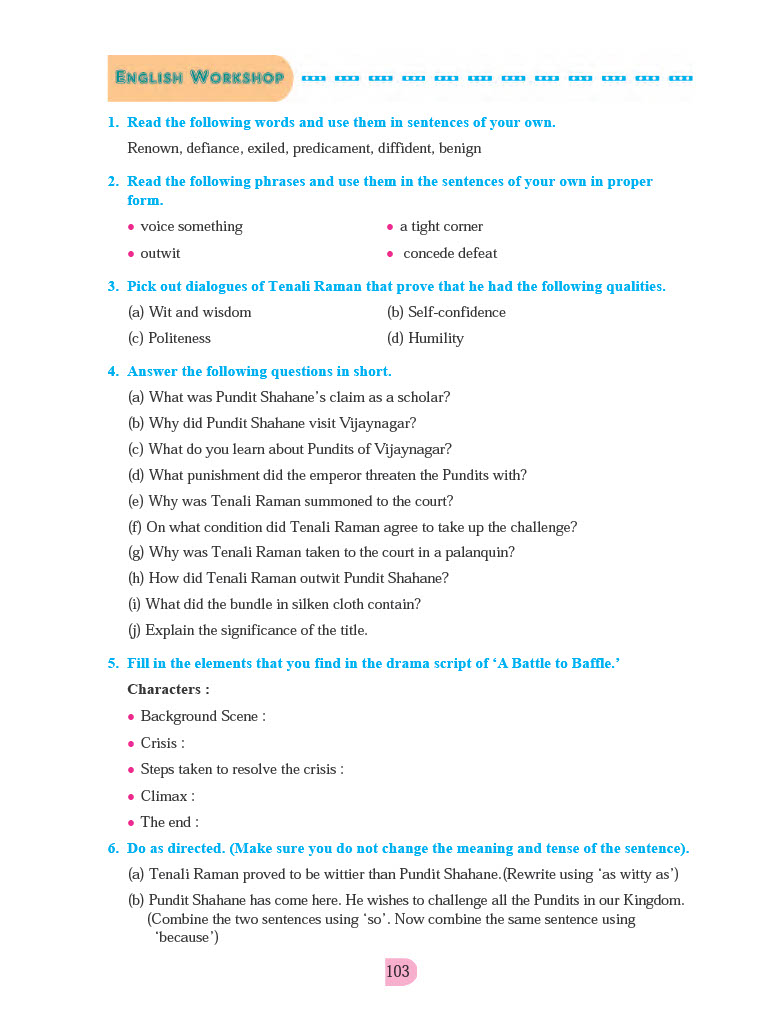 ENGLISH WORKSHOP
1. Read the following words and use them in sentences of your own.
Renown, defiance, exiled, predicament, diffident, benign
2. Read the following phrases and use them in the sentences of your own in proper
form.
• voice something • a tight corner
• outwit • concede defeat
3. Pick out dialogues of Tenali Raman that prove that he had the following qualities.
(a) Wit and wisdom (b) Self-confidence
(c) Politeness (d) Humility
4. Answer the following questions in short.
(a) What was Pundit Shahane’s claim as a scholar?
(b) Why did Pundit Shahane visit Vijaynagar?
(c) What do you learn about Pundits of Vijaynagar?
(d) What punishment did the emperor threaten the Pundits with?
(e) Why was Tenali Raman summoned to the court?
(f) On what condition did Tenali Raman agree to take up the challenge?
(g) Why was Tenali Raman taken to the court in a palanquin?
(h) How did Tenali Raman outwit Pundit Shahane?
(i) What did the bundle in silken cloth contain?
(j) Explain the significance of the title.
5. Fill in the elements that you find in the drama script of ‘A Battle to Baffle.’
Characters :
• Background Scene :
• Crisis :
• Steps taken to resolve the crisis :
• Climax :
• The end :
6. Do as directed. (Make sure you do not change the meaning and tense of the sentence).
(a) Tenali Raman proved to be wittier than Pundit Shahane.(Rewrite using ‘as witty as’)
(b) Pundit Shahane has come here. He wishes to challenge all the Pundits in our Kingdom.
(Combine the two sentences using ‘so’. Now combine the same sentence using
‘because’)
103